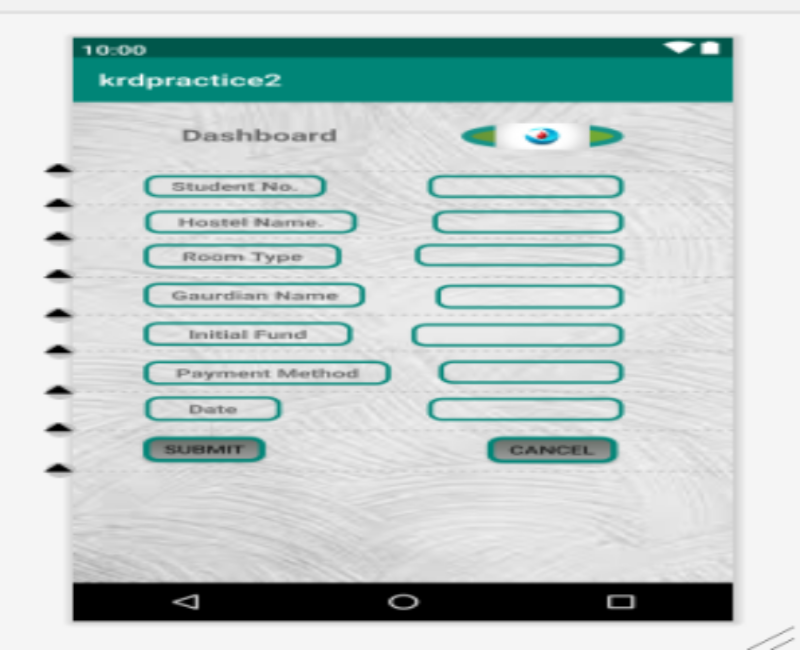 10:00
krdpractice2
Dashboard
Student No.
Hostel Name.
Room Type
Gaurdian Name
Initial Fund
Payment Method
Date
SUBMIT CANCEL